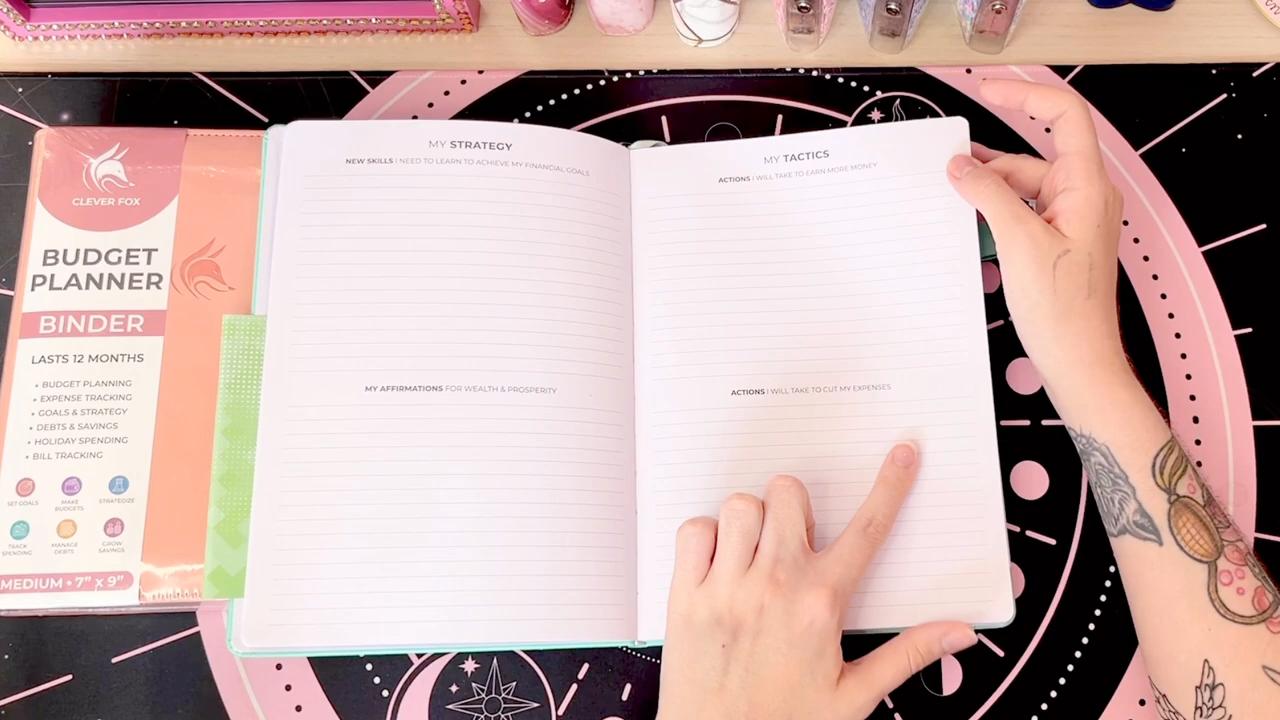 CLEVER FOX
BUDGET
PLANNER
BINDER
LASTS 12 MONTHS
• BUDGET PLANNING
• EXPENSE TRACKING
• GOALS & STRATEGY
• DEBTS & SAVINGS
• HOLIDAY SPENDING
• BILL TRACKING
SET GOALS
MAKE BUDGETS
STRATEGIZE
TRACK SPENDING
MANAGE DEBTS
GROW SAVINGS
MEDIUM • 7" x 9"
MY STRATEGY
NEW SKILLS I NEED TO LEARN TO ACHIEVE MY FINANCIAL GOALS
MY AFFIRMATIONS FOR WEALTH & PROSPERITY
MY TACTICS
ACTIONS I WILL TAKE TO EARN MORE MONEY
ACTIONS I WILL TAKE TO CUT MY EXPENSES